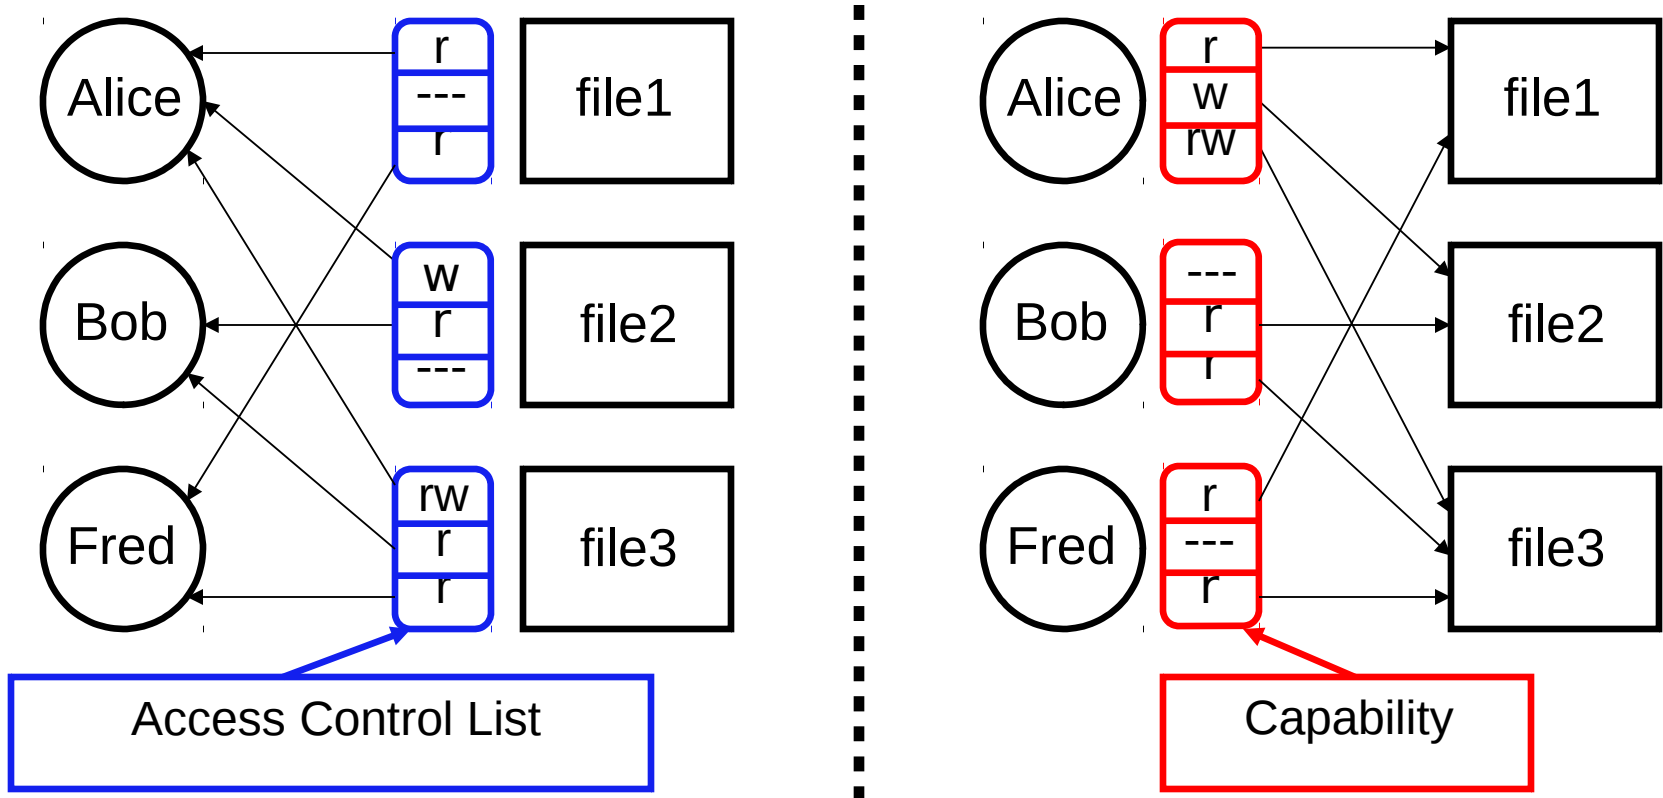 Alice
r
---
r
file1
Bob
w
r
---
file2
Fred
rw
r
r
file3
Access Control List
Alice
r
w
rw
file1
Bob
---
r
r
file2
Fred
r
---
r
file3
Capability